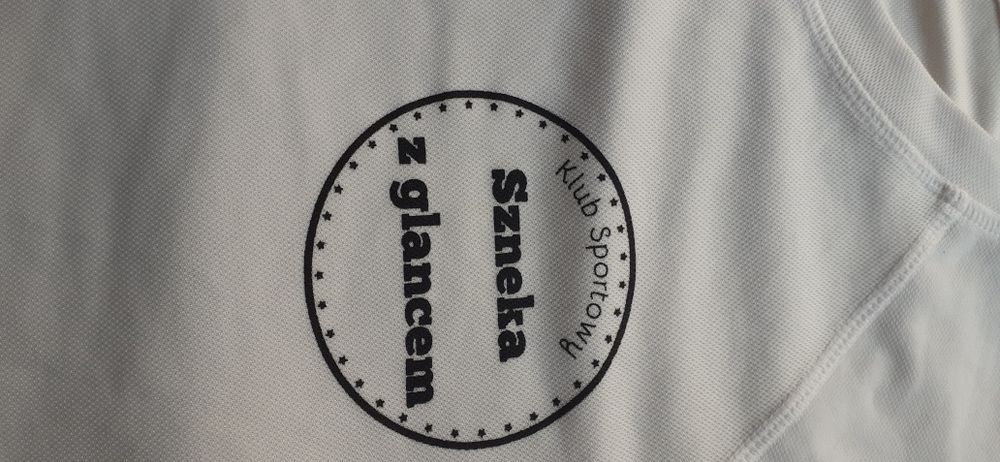 Klub Sportowy
Szneka
z glancem